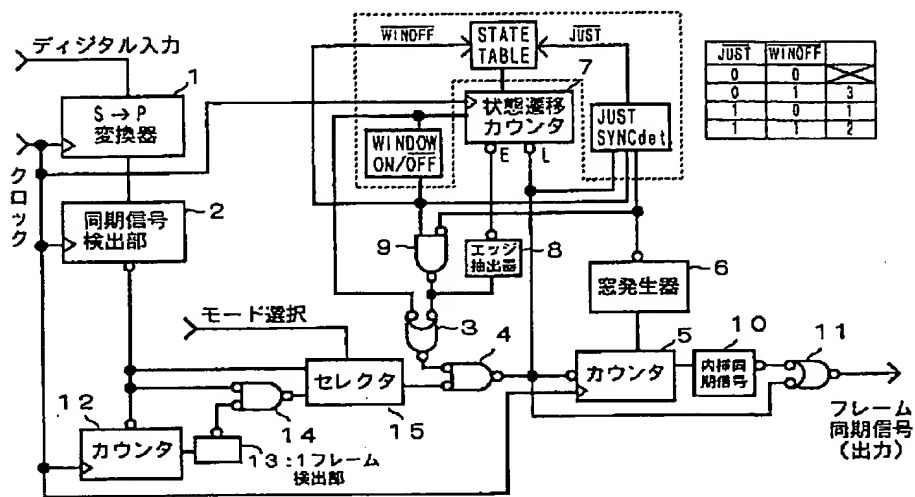 ディジタル入力
1
S→P
変換器
クロック
2
同期信号
検出部
WINOFF
STATE
TABLE
JUST
7
状態遷移
カウンタ
WINDOW
ON/OFF
E
L
JUST
SYNCdet
9
エッジ
抽出器
8
3
窓発生器
6
モード選択
4
5
カウンタ
10
内挿同
期信号
11
フレーム
同期信号
(出力)
セレクタ
15
14
12
カウンタ
13:1フレーム
検出部
JUST WINOFF
0 0
0 1 3
1 0 1
1 1 2